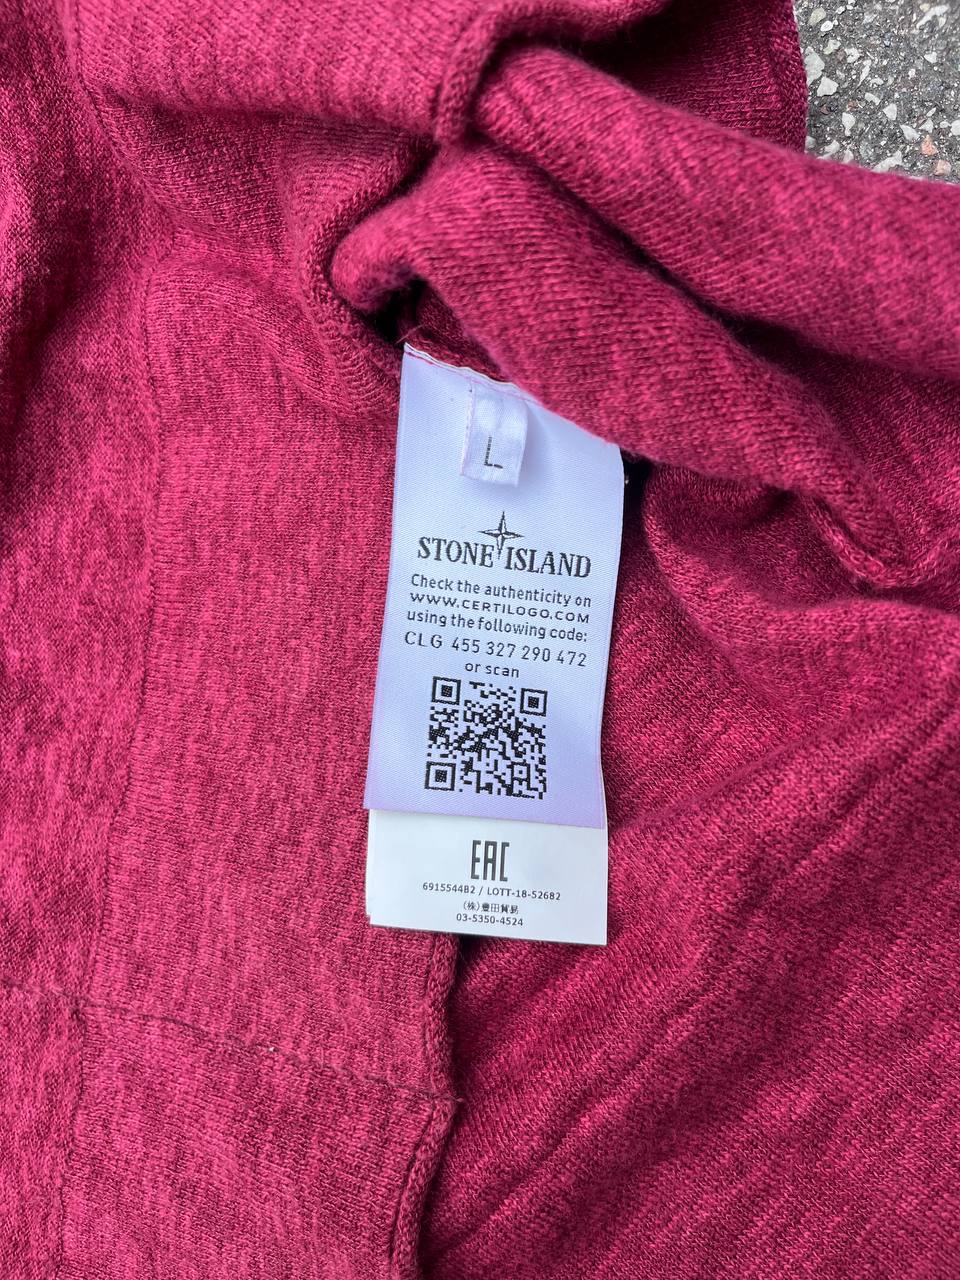 L
STONE ISLAND
Check the authenticity on
WWW.CERTILOGO.COM
using the following code:
CLG 455 327 290 472
or scan
EAC
6915544B2 / LOTT-18-52682
(株)豊田貿易
03-5350-4524